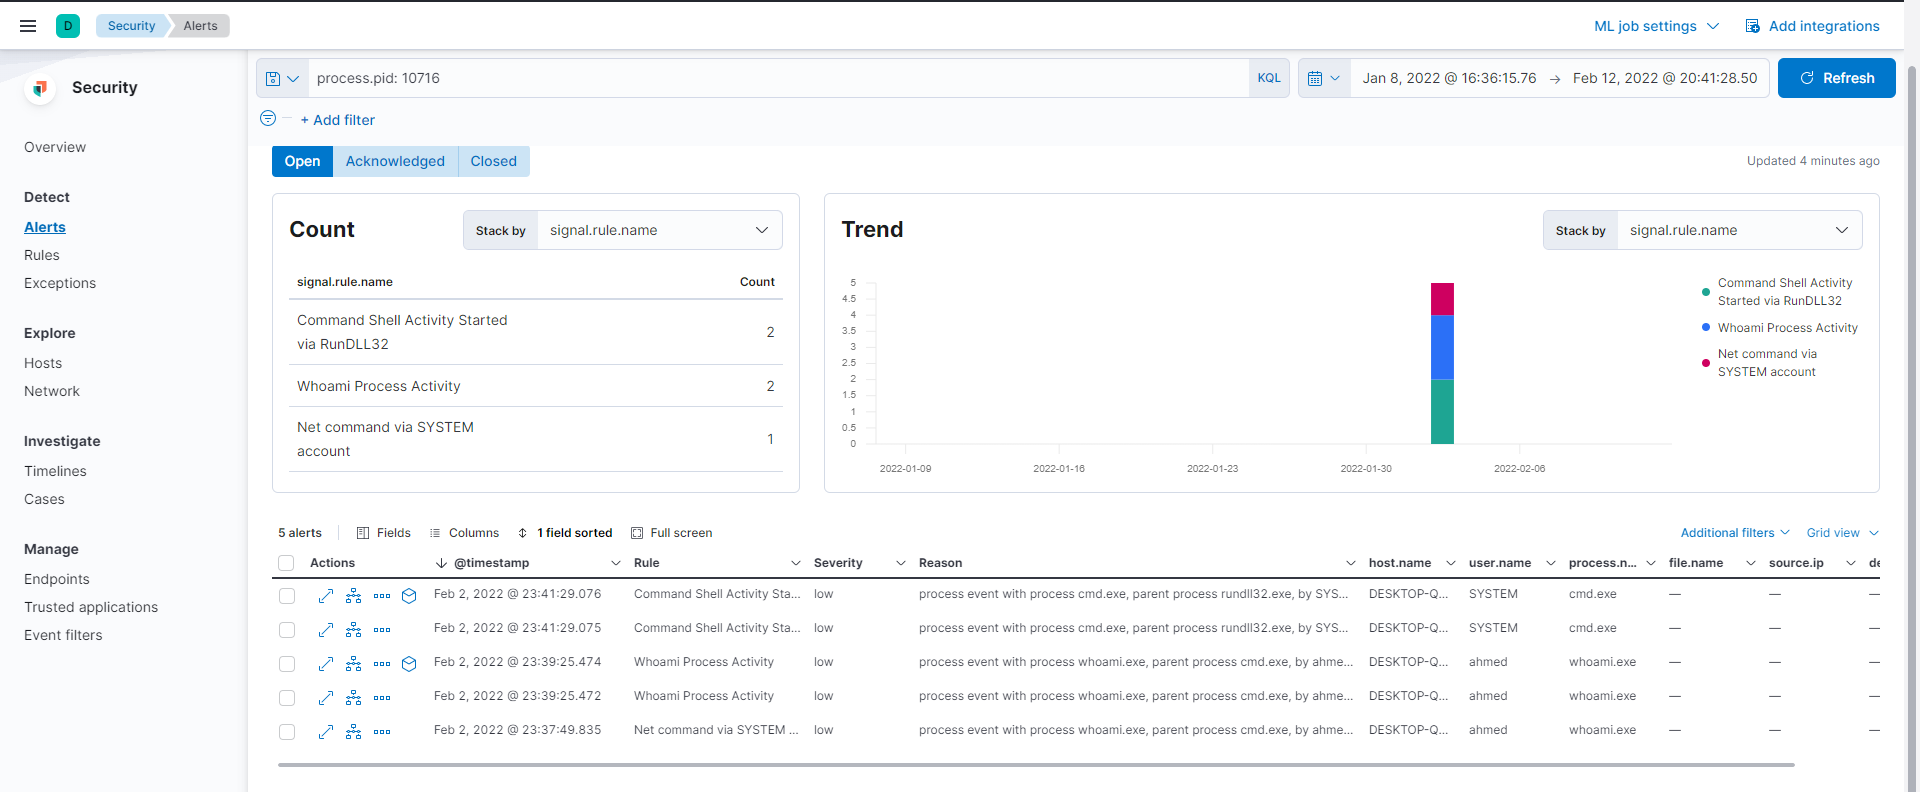 D
Security
Alerts
ML job settings
Add integrations
Security
Overview
Detect
Alerts
Rules
Exceptions
Explore
Hosts
Network
Investigate
Timelines
Cases
Manage
Endpoints
Trusted applications
Event filters
process.pid: 10716
KQL
Jan 8, 2022 @ 16:36:15.76 → Feb 12, 2022 @ 20:41:28.50
Refresh
+ Add filter
Open
Acknowledged
Closed
Updated 4 minutes ago
Count
Stack by
signal.rule.name
signal.rule.name Count
Command Shell Activity Started
via RunDLL32
2
Whoami Process Activity 2
Net command via SYSTEM
account
1
Trend
Stack by
signal.rule.name
5
4.5
4
3.5
3
2.5
2
1.5
1
0.5
0
2022-01-09 2022-01-16 2022-01-23 2022-01-30 2022-02-06
Command Shell Activity
Started via RunDLL32
Whoami Process Activity
Net command via
SYSTEM account
5 alerts Fields Columns 1 field sorted Full screen
Additional filters Grid view
Actions @timestamp Rule Severity Reason host.name user.name process.n... file.name source.ip de
Feb 2, 2022 @ 23:41:29.076 Command Shell Activity Sta... low process event with process cmd.exe, parent process rundll32.exe, by SYS... DESKTOP-Q... SYSTEM cmd.exe — — —
Feb 2, 2022 @ 23:41:29.075 Command Shell Activity Sta... low process event with process cmd.exe, parent process rundll32.exe, by SYS... DESKTOP-Q... SYSTEM cmd.exe — — —
Feb 2, 2022 @ 23:39:25.474 Whoami Process Activity low process event with process whoami.exe, parent process cmd.exe, by ahme... DESKTOP-Q... ahmed whoami.exe — — —
Feb 2, 2022 @ 23:39:25.472 Whoami Process Activity low process event with process whoami.exe, parent process cmd.exe, by ahme... DESKTOP-Q... ahmed whoami.exe — — —
Feb 2, 2022 @ 23:37:49.835 Net command via SYSTEM ... low process event with process whoami.exe, parent process cmd.exe, by ahme... DESKTOP-Q... ahmed whoami.exe — — —